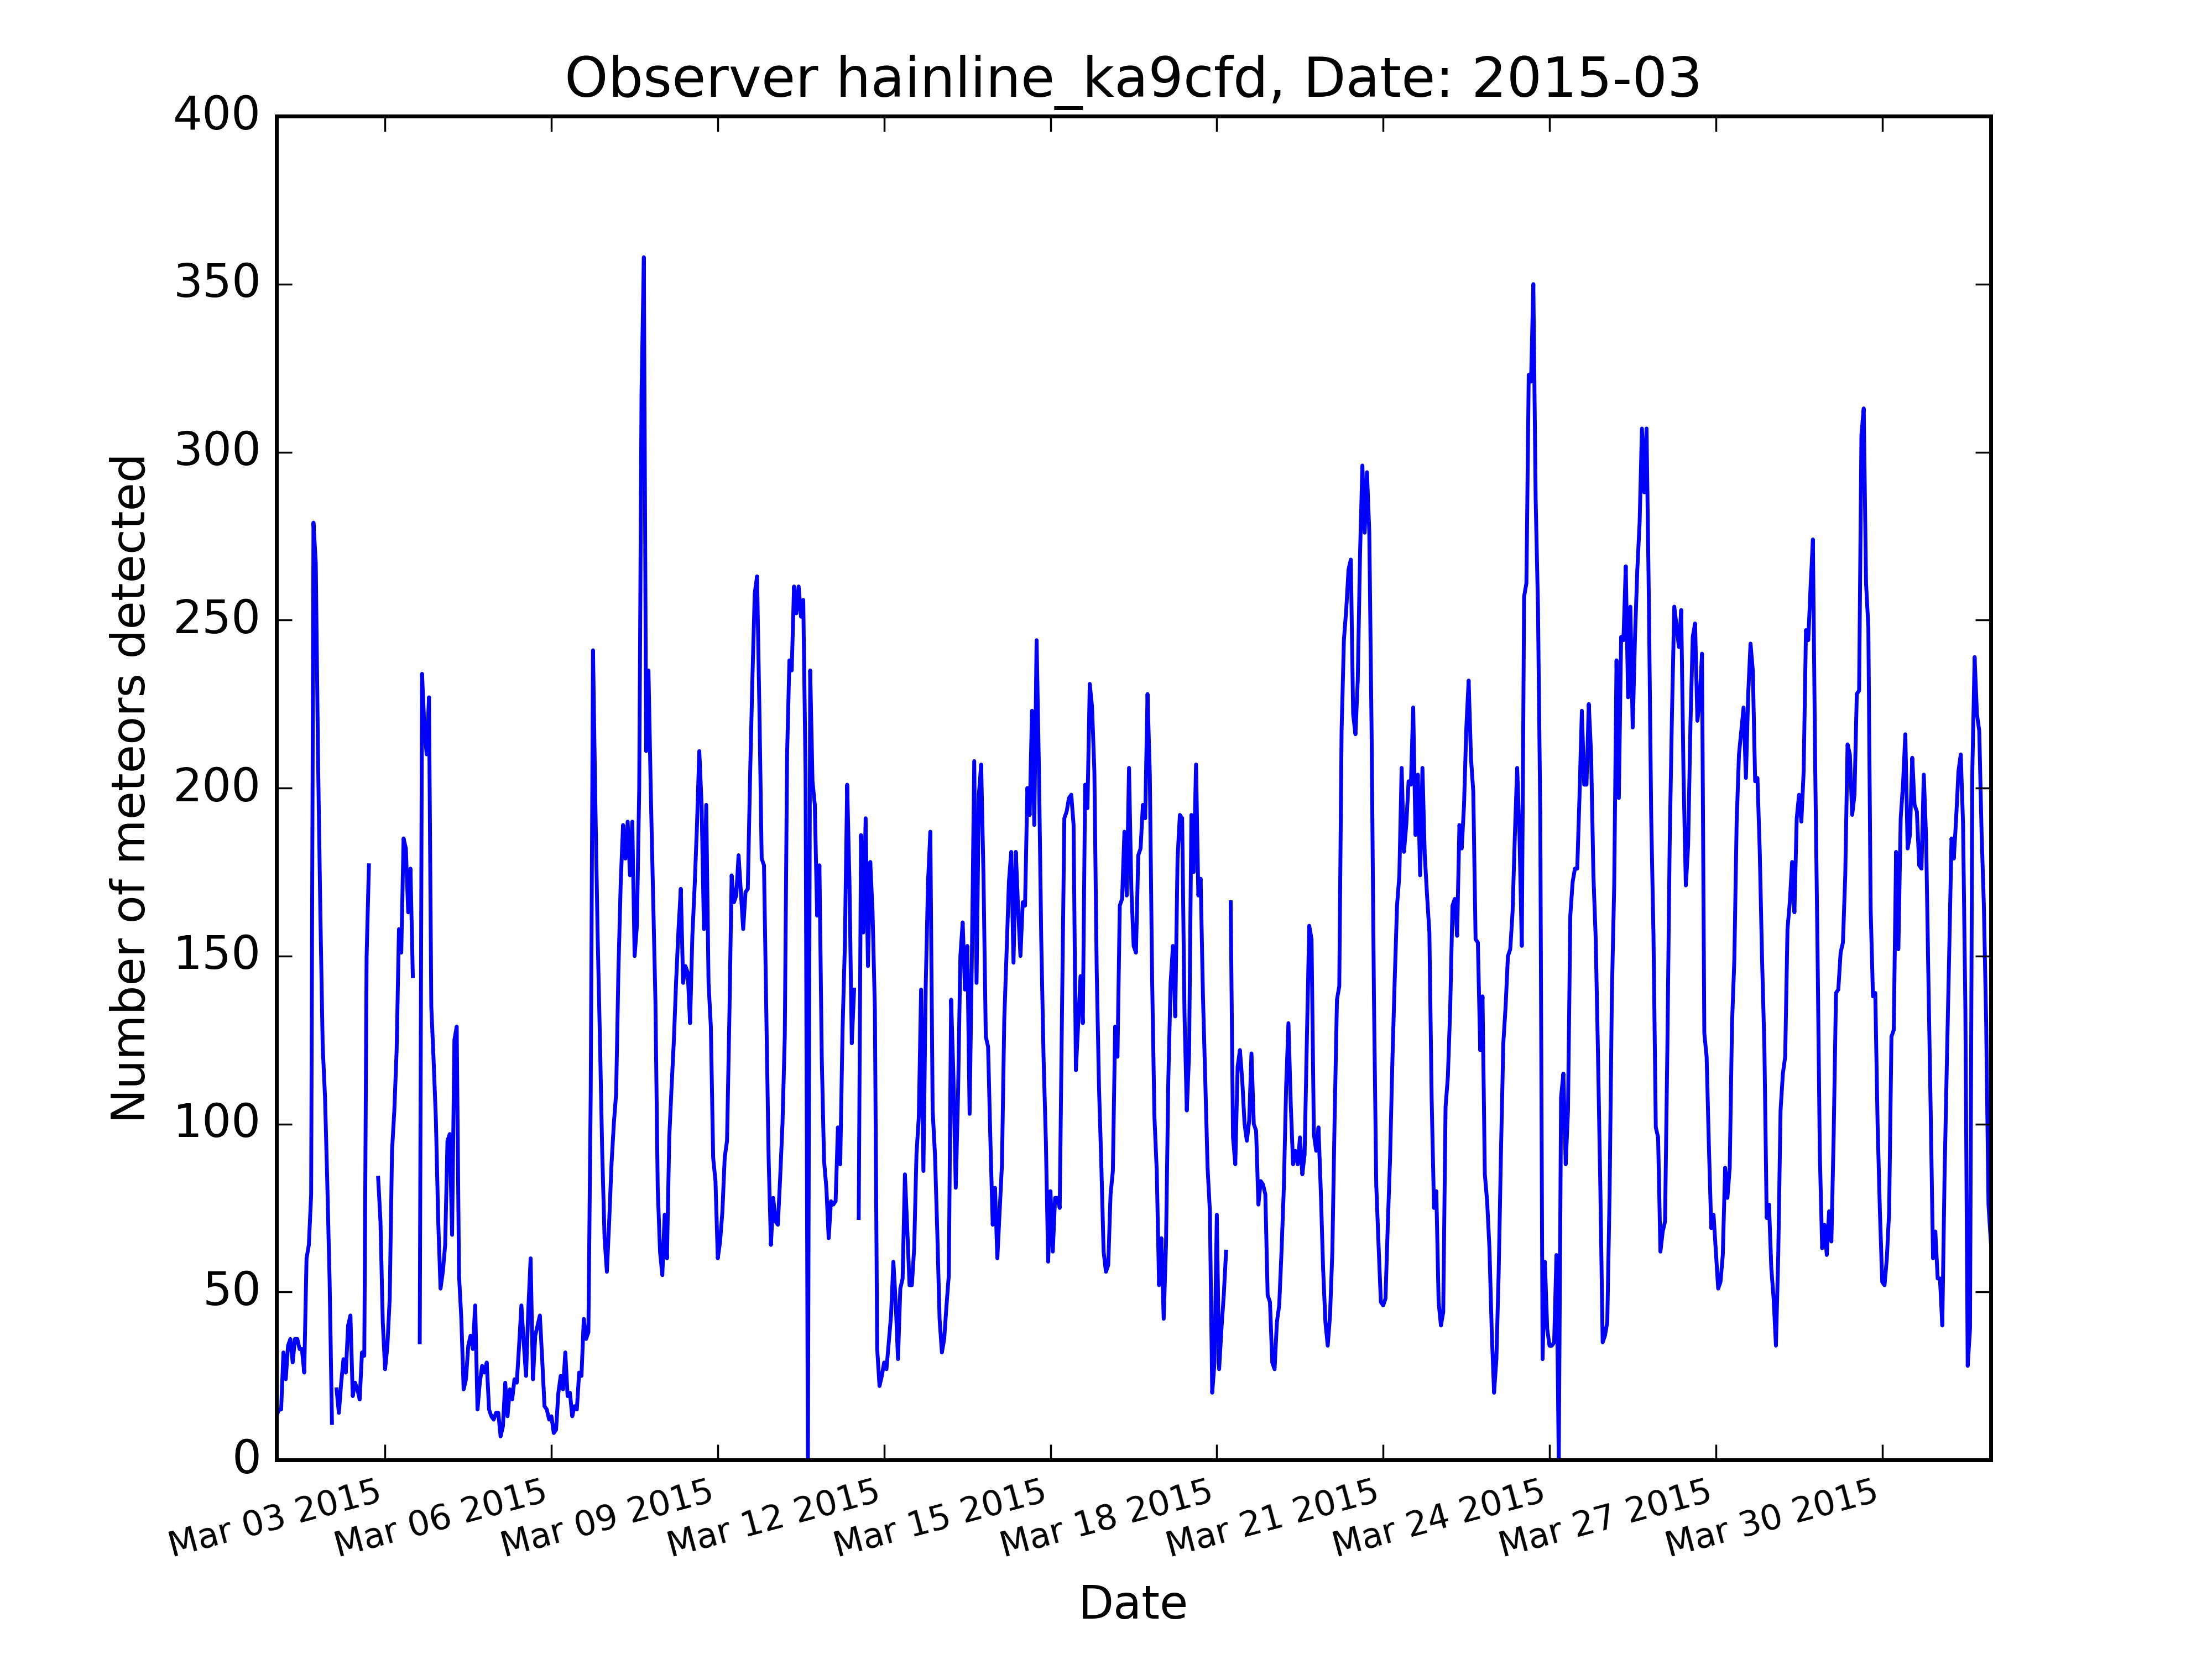 Observer hainline_ka9cfd, Date: 2015-03
400
350
300
250
200
150
100
50
0
Number of meteors detected
Mar 03 2015
Mar 06 2015
Mar 09 2015
Mar 12 2015
Mar 15 2015
Mar 18 2015
Mar 21 2015
Mar 24 2015
Mar 27 2015
Mar 30 2015
Date